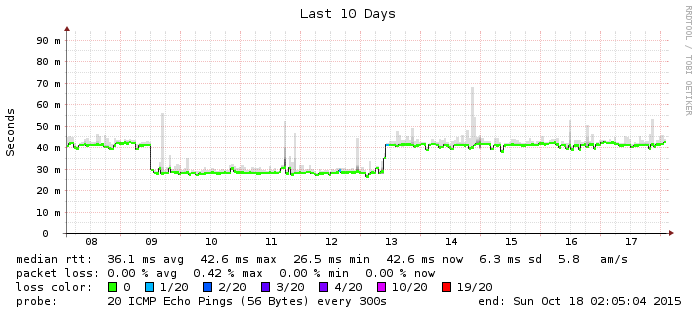 Last 10 Days
RRDTOOL / TOBI OETIKER
Seconds
90 m
80 m
70 m
60 m
50 m
40 m
30 m
20 m
10 m
0
08 09 10 11 12 13 14 15 16 17
median rtt: 36.1 ms avg 42.6 ms max 26.5 ms min 42.6 ms now 6.3 ms sd 5.8 am/s
packet loss: 0.00 % avg 0.42 % max 0.00 % min 0.00 % now
loss color: 0 1/20 2/20 3/20 4/20 10/20 19/20
probe: 20 ICMP Echo Pings (56 Bytes) every 300s end: Sun Oct 18 02:05:04 2015